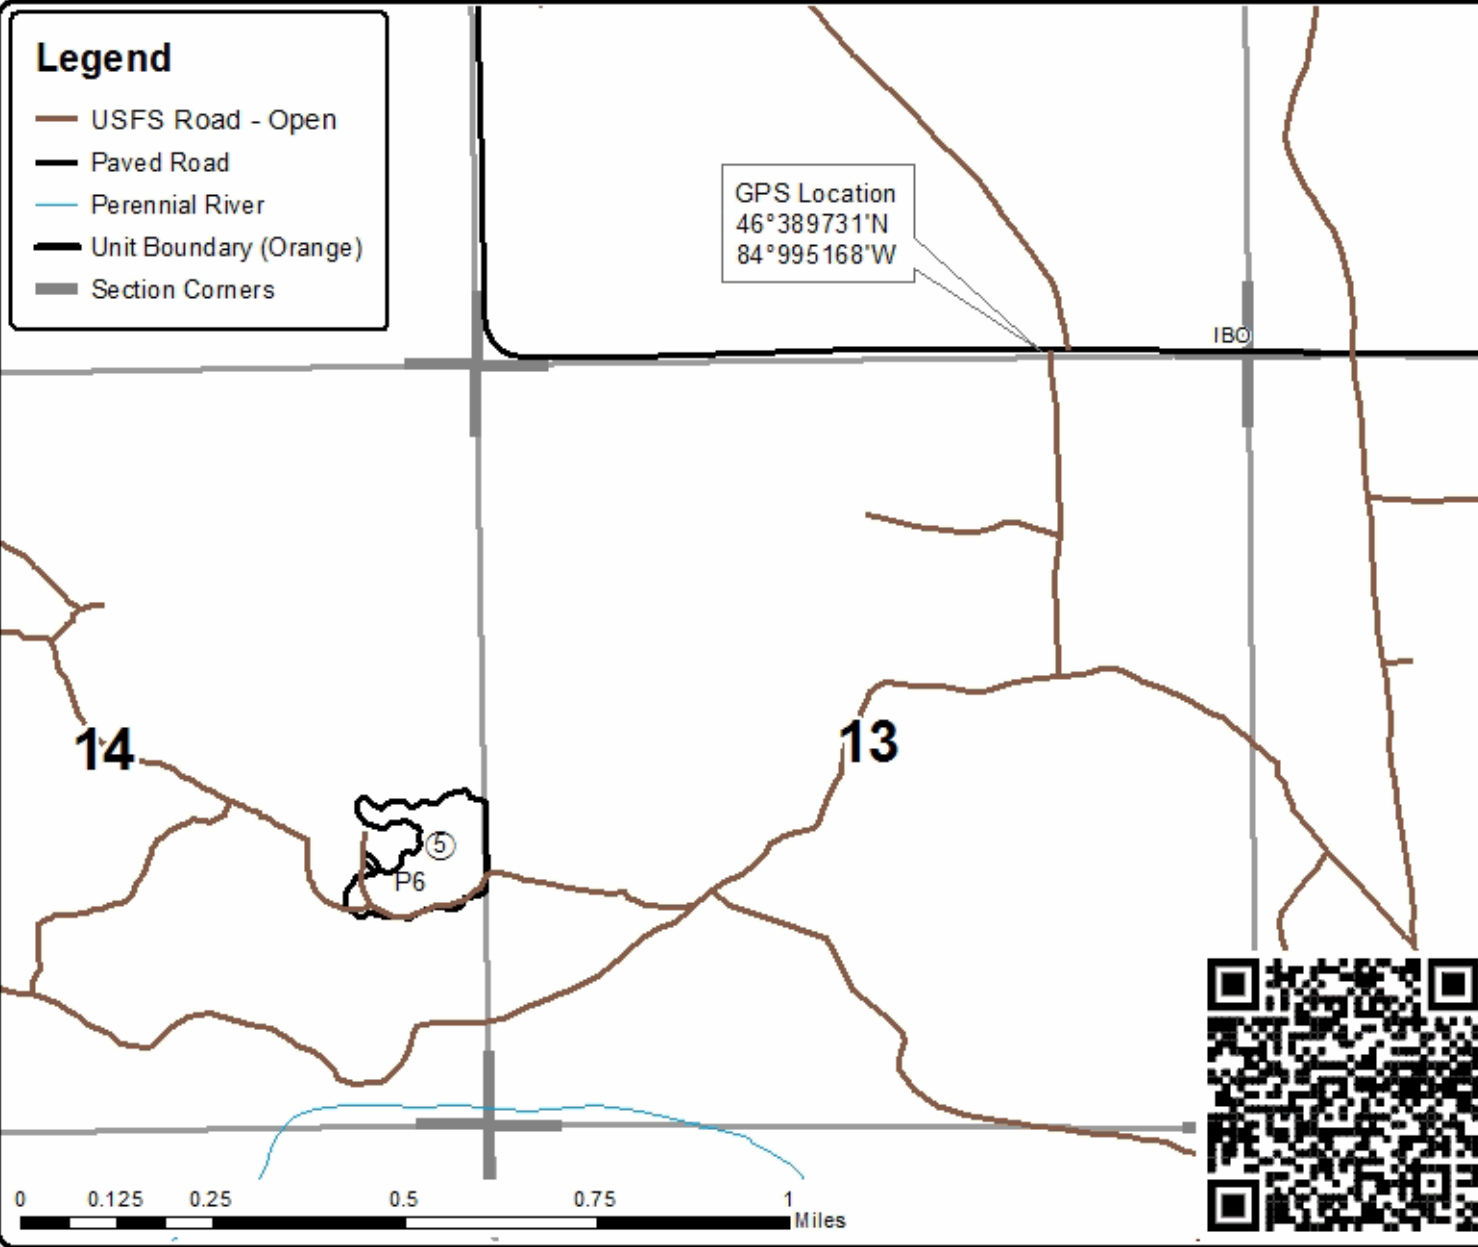 Legend
USFS Road - Open
Paved Road
Perennial River
Unit Boundary (Orange)
Section Corners
GPS Location
46°389731'N
84°995168'W
IBO
14
13
5
P6
0 0.125 0.25 0.5 0.75 1
Miles